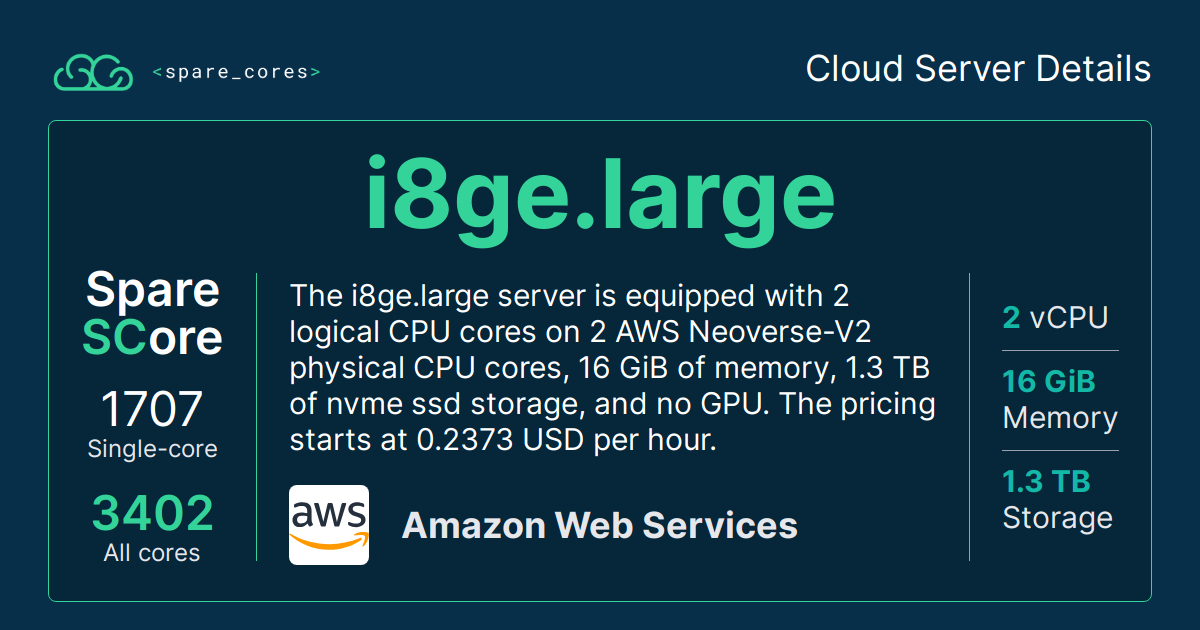 <spare_cores>
Cloud Server Details
i8ge.large
Spare
SCore
1707
Single-core
3402
All cores
The i8ge.large server is equipped with 2
logical CPU cores on 2 AWS Neoverse-V2
physical CPU cores, 16 GiB of memory, 1.3 TB
of nvme ssd storage, and no GPU. The pricing
starts at 0.2373 USD per hour.
aws
Amazon Web Services
2 vCPU
16 GiB
Memory
1.3 TB
Storage